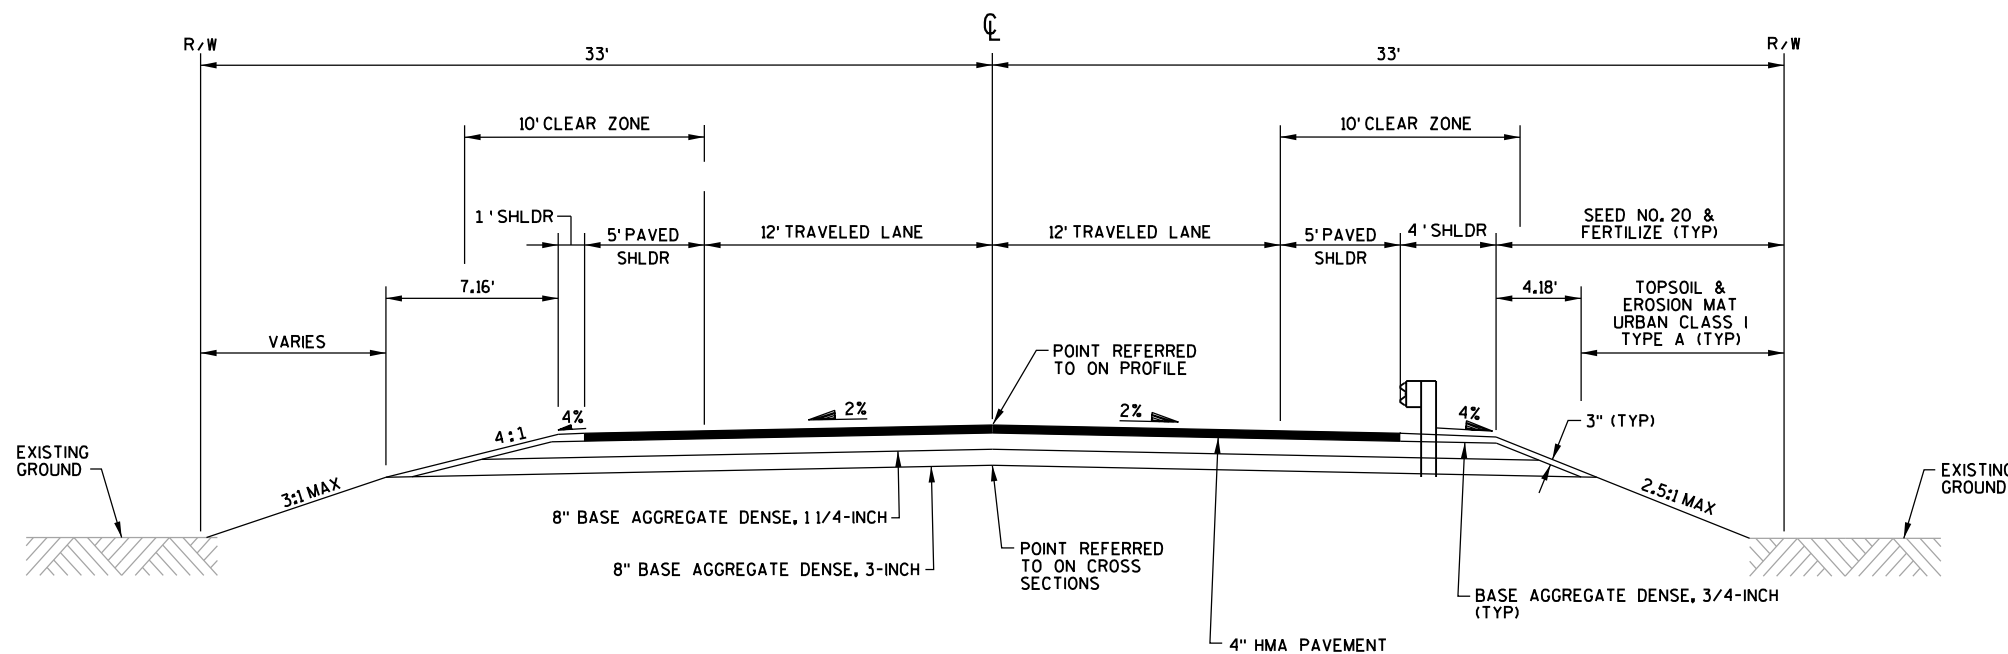 ℄
R/W
33'
33'
R/W
10' CLEAR ZONE
10' CLEAR ZONE
1' SHLDR
5' PAVED
SHLDR
12' TRAVELED LANE
12' TRAVELED LANE
5' PAVED
SHLDR
4' SHLDR
SEED NO. 20 &
FERTILIZE (TYP)
7.16'
4.18'
TOPSOIL &
EROSION MAT
URBAN CLASS I
TYPE A (TYP)
VARIES
POINT REFERRED
TO ON PROFILE
4%
2%
2%
4%
3" (TYP)
4:1
EXISTING
GROUND
3:1 MAX
2.5:1 MAX
EXISTING
GROUND
8" BASE AGGREGATE DENSE, 1 1/4-INCH
8" BASE AGGREGATE DENSE, 3-INCH
POINT REFERRED
TO ON CROSS
SECTIONS
BASE AGGREGATE DENSE, 3/4-INCH
(TYP)
4" HMA PAVEMENT